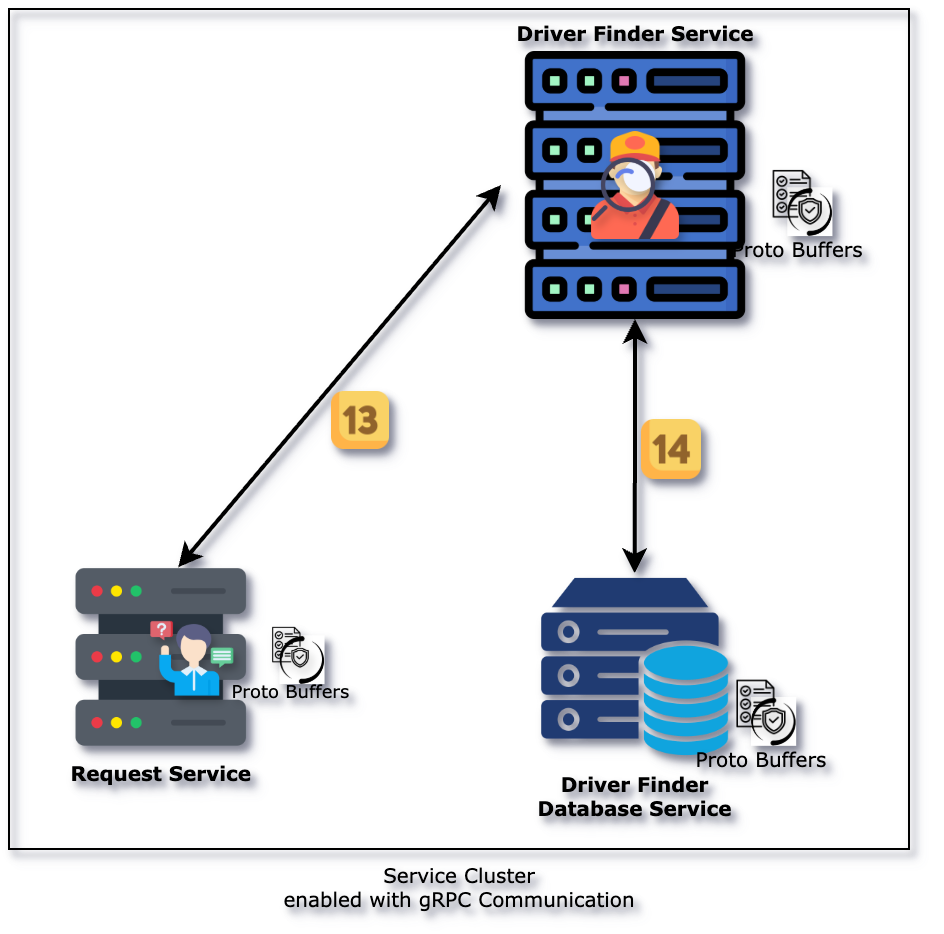 Driver Finder Service
Proto Buffers
13
14
?
Proto Buffers
Request Service
Proto Buffers
Driver Finder
Database Service
Service Cluster
enabled with gRPC Communication